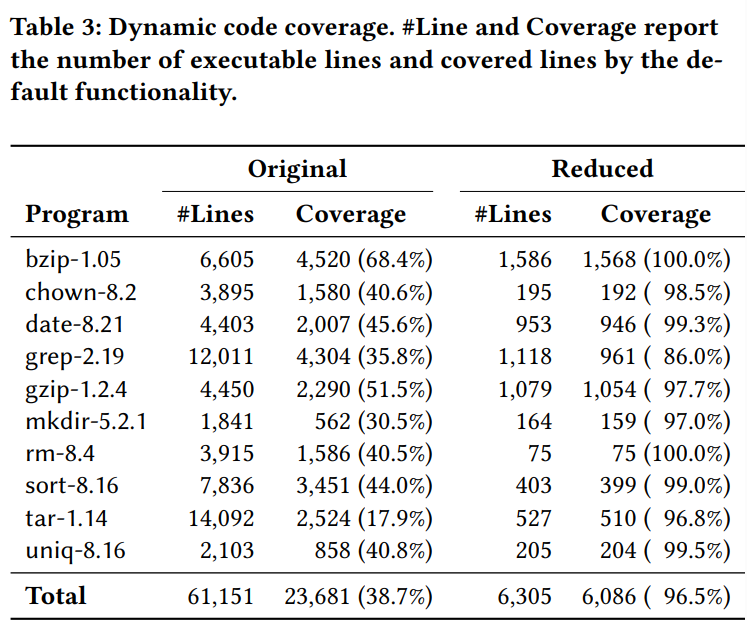 Table 3: Dynamic code coverage. #Line and Coverage report
the number of executable lines and covered lines by the de-
fault functionality.
Original Reduced
Program #Lines Coverage #Lines Coverage
bzip-1.05 6,605 4,520 (68.4%) 1,586 1,568 (100.0%)
chown-8.2 3,895 1,580 (40.6%) 195 192 ( 98.5%)
date-8.21 4,403 2,007 (45.6%) 953 946 ( 99.3%)
grep-2.19 12,011 4,304 (35.8%) 1,118 961 ( 86.0%)
gzip-1.2.4 4,450 2,290 (51.5%) 1,079 1,054 ( 97.7%)
mkdir-5.2.1 1,841 562 (30.5%) 164 159 ( 97.0%)
rm-8.4 3,915 1,586 (40.5%) 75 75 (100.0%)
sort-8.16 7,836 3,451 (44.0%) 403 399 ( 99.0%)
tar-1.14 14,092 2,524 (17.9%) 527 510 ( 96.8%)
uniq-8.16 2,103 858 (40.8%) 205 204 ( 99.5%)
Total 61,151 23,681 (38.7%) 6,305 6,086 ( 96.5%)